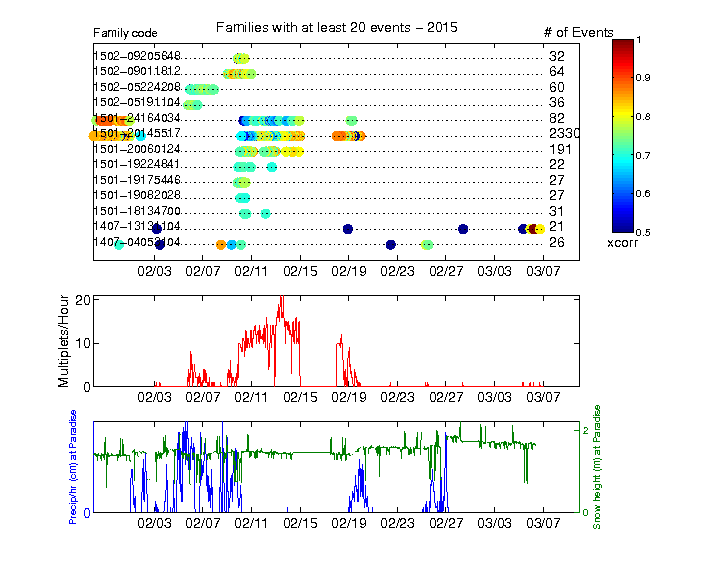 Families with at least 20 events – 2015
Family code
# of Events
1502–09205648 32
1502–09011812 64
1502–05224208 60
1502–05191104 36
1501–24164034 82
1501–20145517 2330
1501–20060124 191
1501–19224841 22
1501–19175446 27
1501–19082028 27
1501–18134700 31
1407–13131104 21
1407–04052104 26
02/03 02/07 02/11 02/15 02/19 02/23 02/27 03/03 03/07
1
0.9
0.8
0.7
0.6
0.5
xcorr
Multiplets/Hour
20
10
0
02/03 02/07 02/11 02/15 02/19 02/23 02/27 03/03 03/07
Precip/hr (cm) at Paradise
2
0
0
Snow height (m) at Paradise
02/03 02/07 02/11 02/15 02/19 02/23 02/27 03/03 03/07